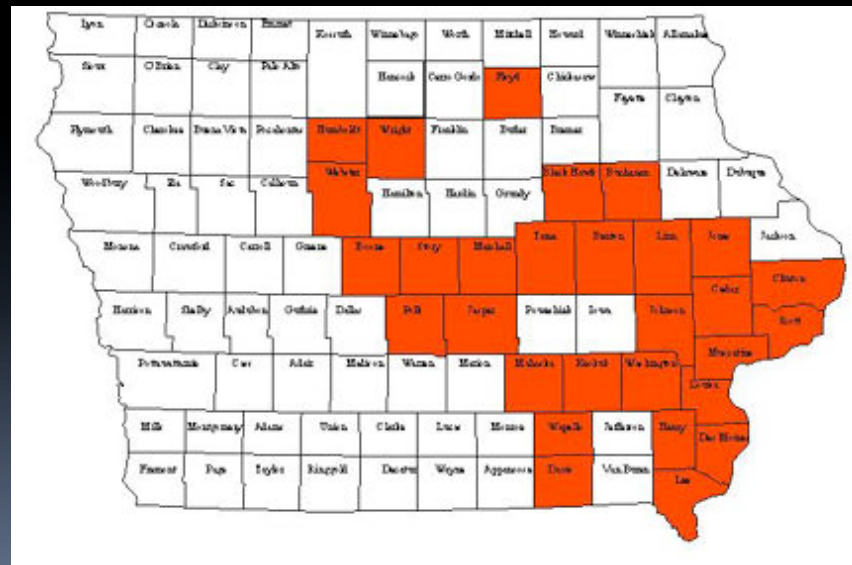 Lyon Osceola Dickinson Emmet Kossuth Winnebago Worth Mitchell Howard Winneshiek Allamakee
Sioux O'Brien Clay Palo Alto Hancock Cerro Gordo Floyd Chickasaw
Fayette Clayton
Plymouth Cherokee Buena Vista Pocahontas Humboldt Wright Franklin Butler Bremer
Woodbury Ida Sac Calhoun Webster Hamilton Hardin Grundy Black Hawk Buchanan Delaware Dubuque
Monona Crawford Carroll Greene Boone Story Marshall Tama Benton Linn Jones Jackson
Cedar Clinton
Harrison Shelby Audubon Guthrie Dallas Polk Jasper Poweshiek Iowa Johnson Scott
Muscatine
Pottawattamie Cass Adair Madison Warren Marion Mahaska Keokuk Washington
Louisa
Mills Montgomery Adams Union Clarke Lucas Monroe Wapello Jefferson Henry Des Moines
Fremont Page Taylor Ringgold Decatur Wayne Appanoose Davis Van Buren Lee